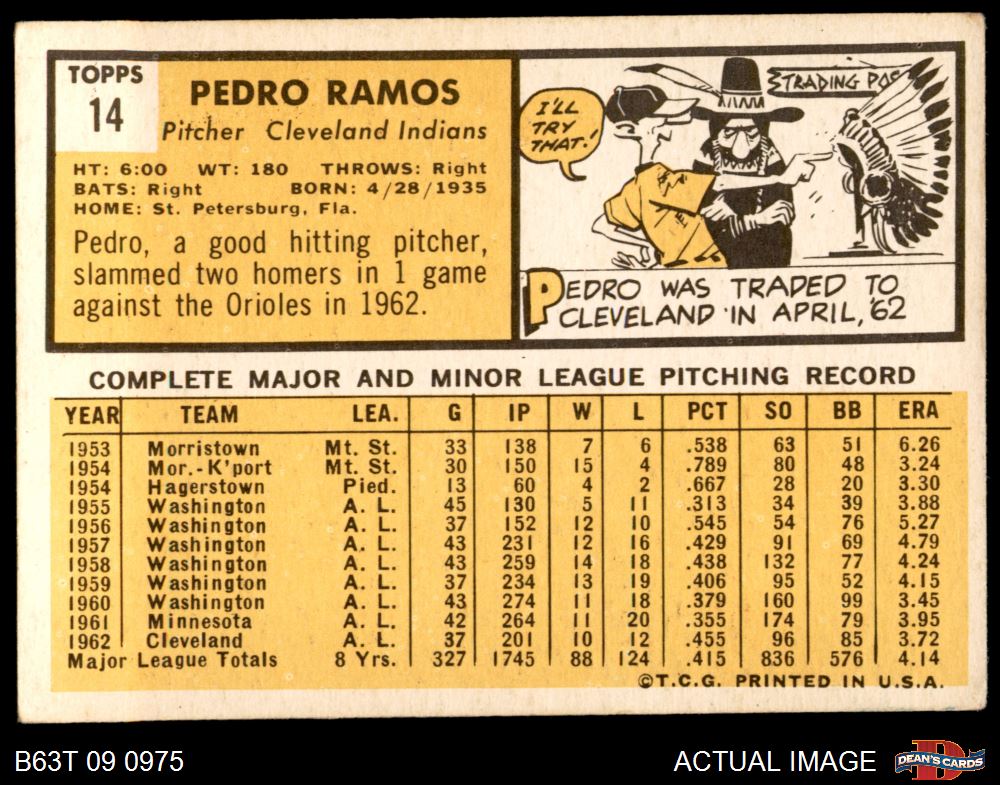 TOPPS
14
PEDRO RAMOS
Pitcher Cleveland Indians
HT: 6:00 WT: 180 THROWS: Right
BATS: Right BORN: 4/28/1935
HOME: St. Petersburg, Fla.
Pedro, a good hitting pitcher,
slammed two homers in 1 game
against the Orioles in 1962.
I'LL
TRY
THAT!
TRADING POS
PEDRO WAS TRADED TO
CLEVELAND IN APRIL, '62
COMPLETE MAJOR AND MINOR LEAGUE PITCHING RECORD
YEAR TEAM LEA. G IP W L PCT SO BB ERA
1953 Morristown Mt. St. 33 138 7 6 .538 63 51 6.26
1954 Mor.-K'port Mt. St. 30 150 15 4 .789 80 48 3.24
1954 Hagerstown Pied. 13 60 4 2 .667 28 20 3.30
1955 Washington A. L. 45 130 5 11 .313 34 39 3.88
1956 Washington A. L. 37 152 12 10 .545 54 76 5.27
1957 Washington A. L. 43 231 12 16 .429 91 69 4.79
1958 Washington A. L. 43 259 14 18 .438 132 77 4.24
1959 Washington A. L. 37 234 13 19 .406 95 52 4.15
1960 Washington A. L. 43 274 11 18 .379 160 99 3.45
1961 Minnesota A. L. 42 264 11 20 .355 174 79 3.95
1962 Cleveland A. L. 37 201 10 12 .455 96 85 3.72
Major League Totals 8 Yrs. 327 1745 88 124 .415 836 576 4.14
©T.C.G. PRINTED IN U.S.A.
B63T 09 0975
ACTUAL IMAGE
D
DEAN'S CARDS